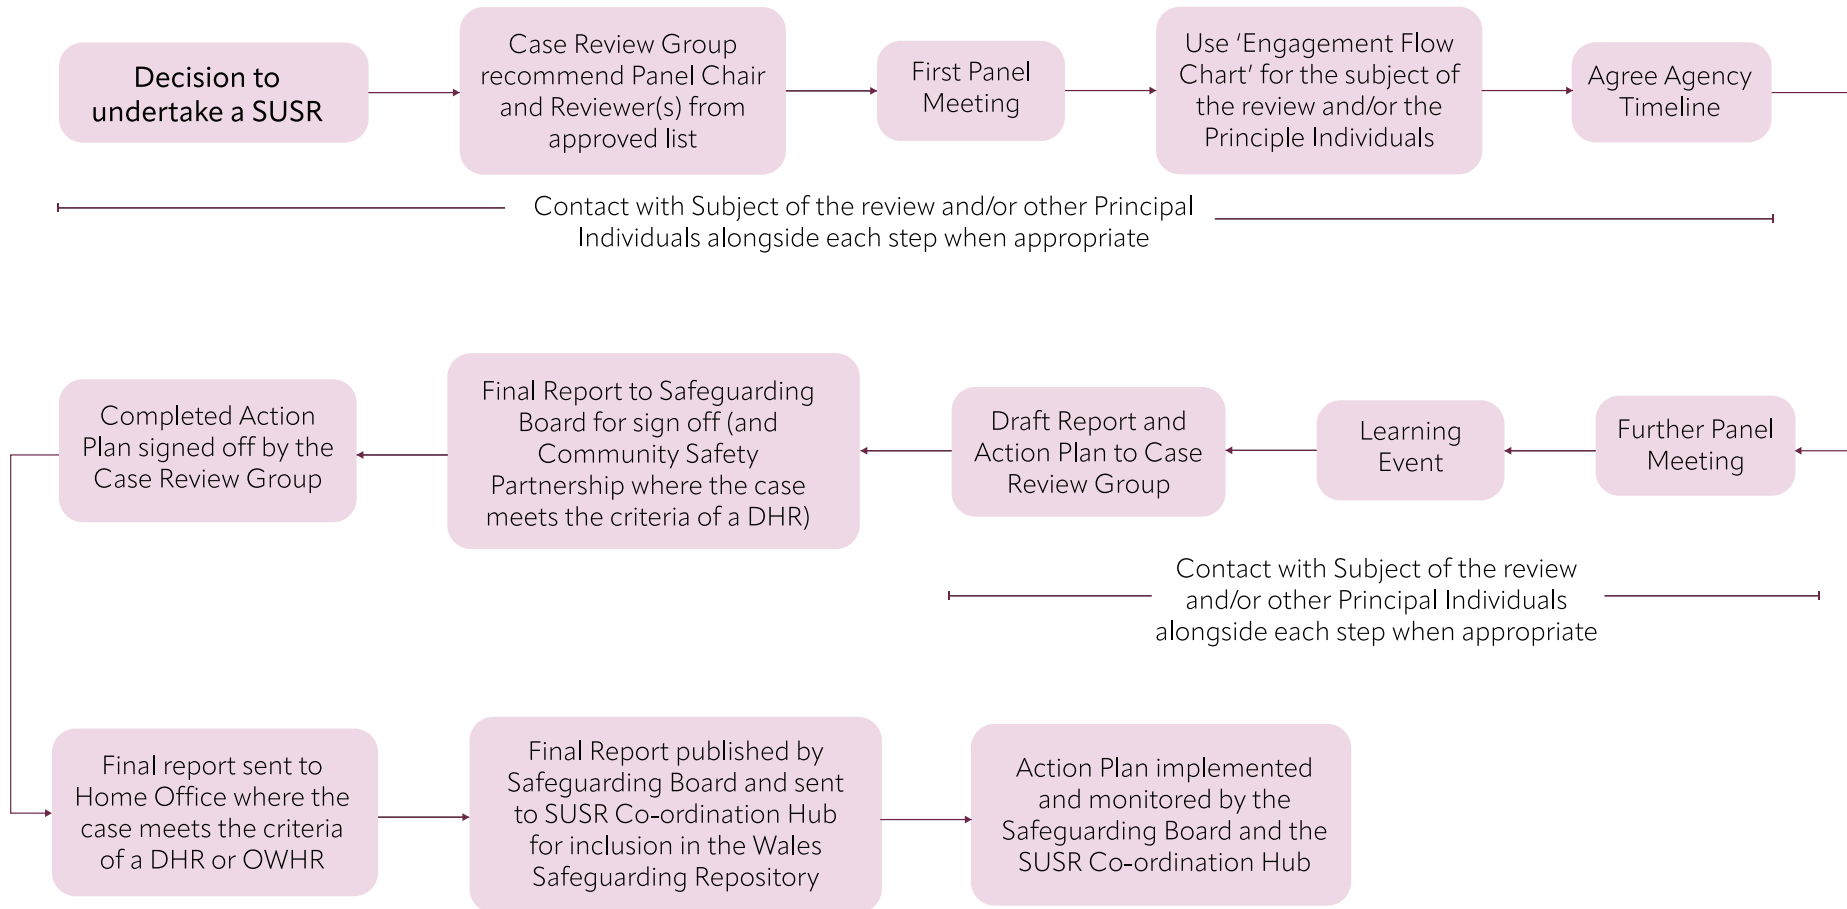 Decision to
undertake a SUSR
Case Review Group
recommend Panel Chair
and Reviewer(s) from
approved list
First Panel
Meeting
Use ‘Engagement Flow
Chart’ for the subject of
the review and/or the
Principle Individuals
Agree Agency
Timeline
Contact with Subject of the review and/or other Principal
Individuals alongside each step when appropriate
Further Panel
Meeting
Learning
Event
Draft Report and
Action Plan to Case
Review Group
Final Report to Safeguarding
Board for sign off (and
Community Safety
Partnership where the case
meets the criteria of a DHR)
Completed Action
Plan signed off by the
Case Review Group
Contact with Subject of the review
and/or other Principal Individuals
alongside each step when appropriate
Final report sent to
Home Office where the
case meets the criteria
of a DHR or OWHR
Final Report published by
Safeguarding Board and sent
to SUSR Co-ordination Hub
for inclusion in the Wales
Safeguarding Repository
Action Plan implemented
and monitored by the
Safeguarding Board and the
SUSR Co-ordination Hub